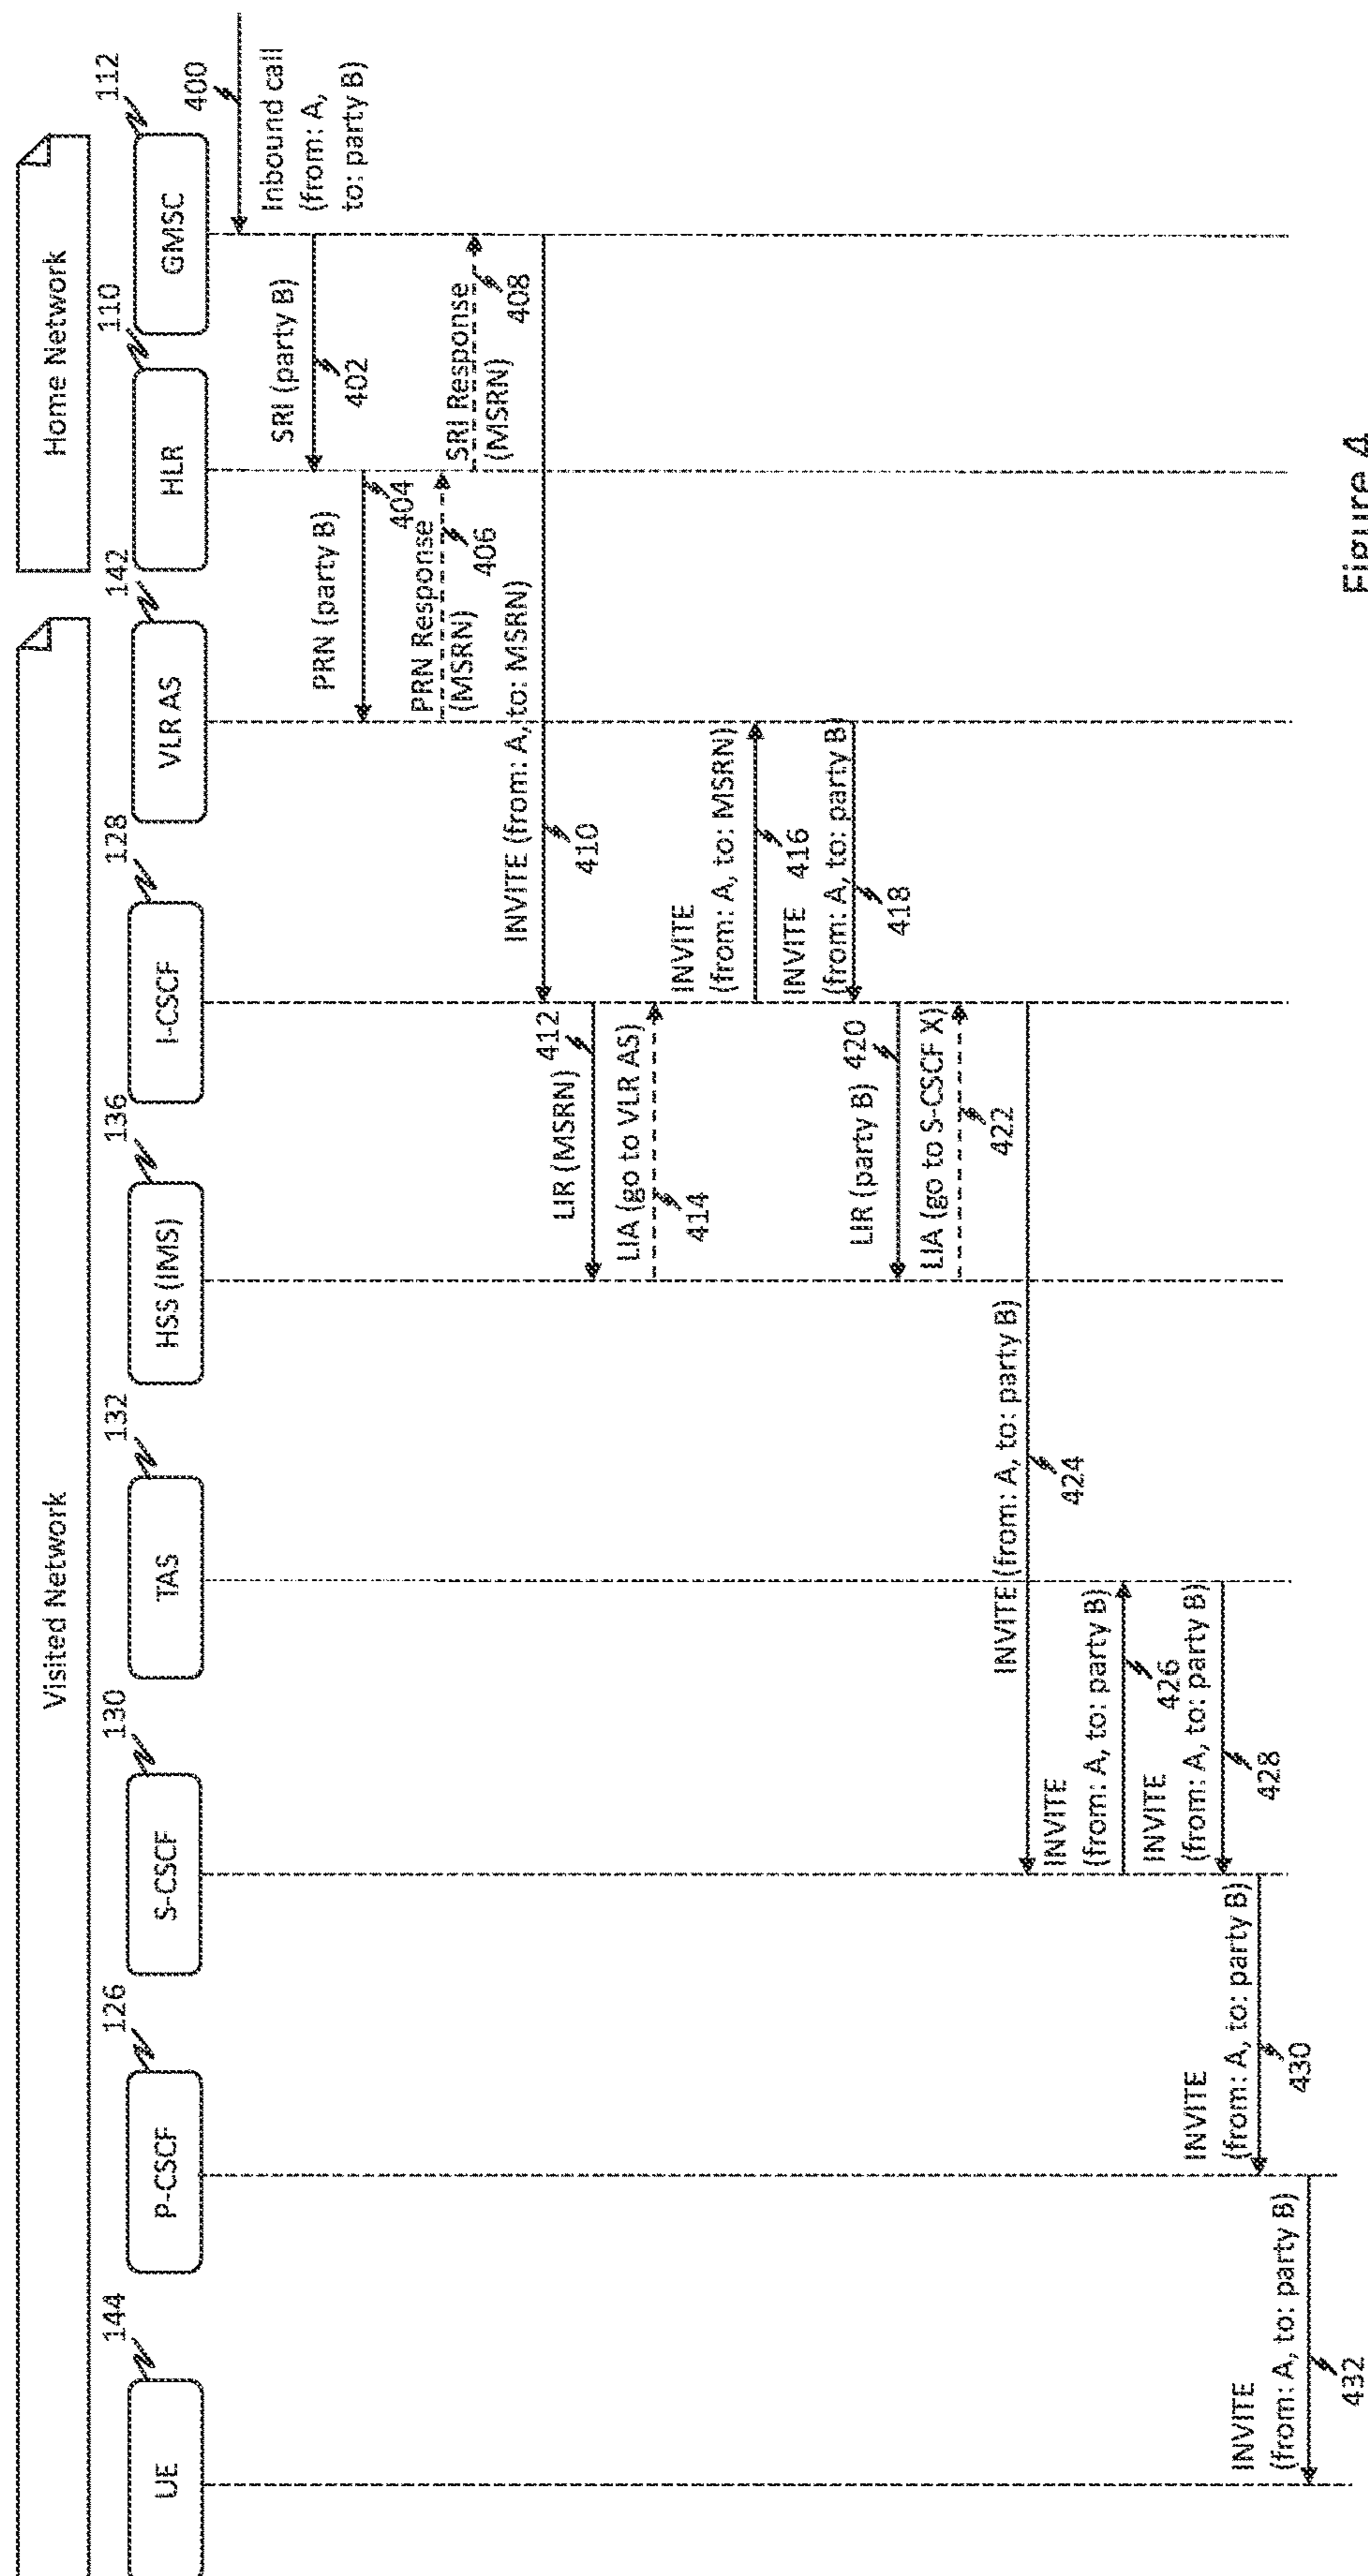 Visited Network
Home Network
144
126
130
132
136
128
142
110
112
UE
P-CSCF
S-CSCF
TAS
HSS (IMS)
I-CSCF
VLR AS
HLR
GMSC
400
Inbound call
(from: A,
to: party B)
SRI (party B)
402
PRN (party B)
404
PRN Response
(MSRN)
406
SRI Response
(MSRN)
408
INVITE (from: A, to: MSRN)
410
LIR (MSRN)
412
LIA (go to VLR AS)
414
INVITE
(from: A, to: MSRN)
416
INVITE
(from: A, to: party B)
418
LIR (party B)
420
LIA (go to S-CSCF X)
422
INVITE (from: A, to: party B)
424
INVITE
(from: A, to: party B)
426
INVITE
(from: A, to: party B)
428
INVITE
(from: A, to: party B)
430
INVITE
(from: A, to: party B)
432
Figure 4